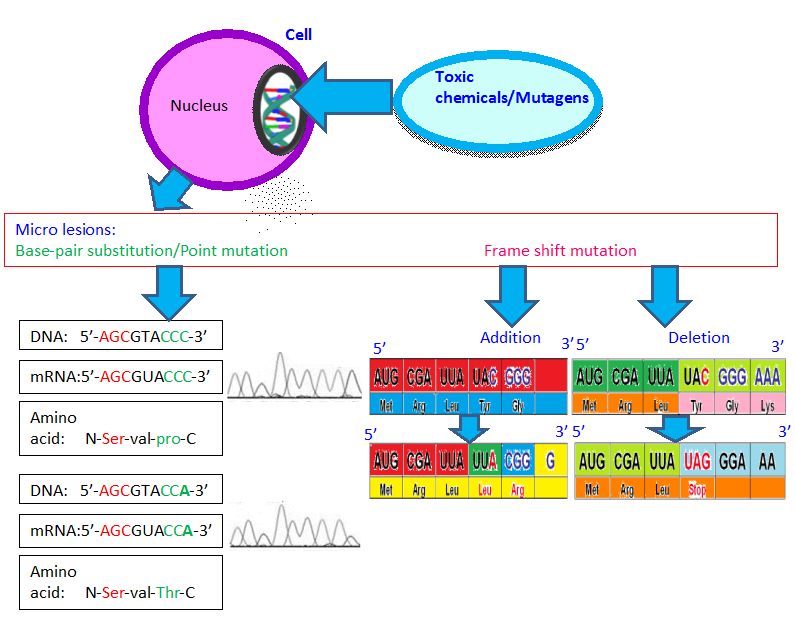 Cell
Nucleus
Toxic
chemicals/Mutagens
Micro lesions:
Base-pair substitution/Point mutation
Frame shift mutation
DNA: 5’-AGCGTACCC-3’
mRNA:5’-AGCGUACCC-3’
Amino
acid: N-Ser-val-pro-C
DNA: 5’-AGCGTACCA-3’
mRNA:5’-AGCGUACCA-3’
Amino
acid: N-Ser-val-Thr-C
5’ Addition 3’
AUG CGA UUA UAC GGG
Met Arg Leu Tyr Gly
5’ 3’
AUG CGA UUA UUA CGG G
Met Arg Leu Leu Arg
5’ Deletion 3’
AUG CGA UUA UAC GGG AAA
Met Arg Leu Tyr Gly Lys
5’ 3’
AUG CGA UUA UAG GGA AA
Met Arg Leu Stop